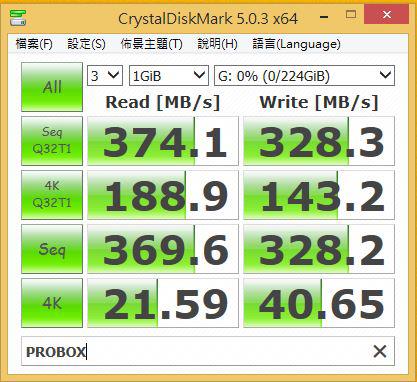 CrystalDiskMark 5.0.3 x64
檔案(F) 設定(S) 佈景主題(T) 說明(H) 語言(Language)
All 3 1GiB G: 0% (0/224GiB)
Read [MB/s] Write [MB/s]
Seq Q32T1 374.1 328.3
4K Q32T1 188.9 143.2
Seq 369.6 328.2
4K 21.59 40.65
PROBOX